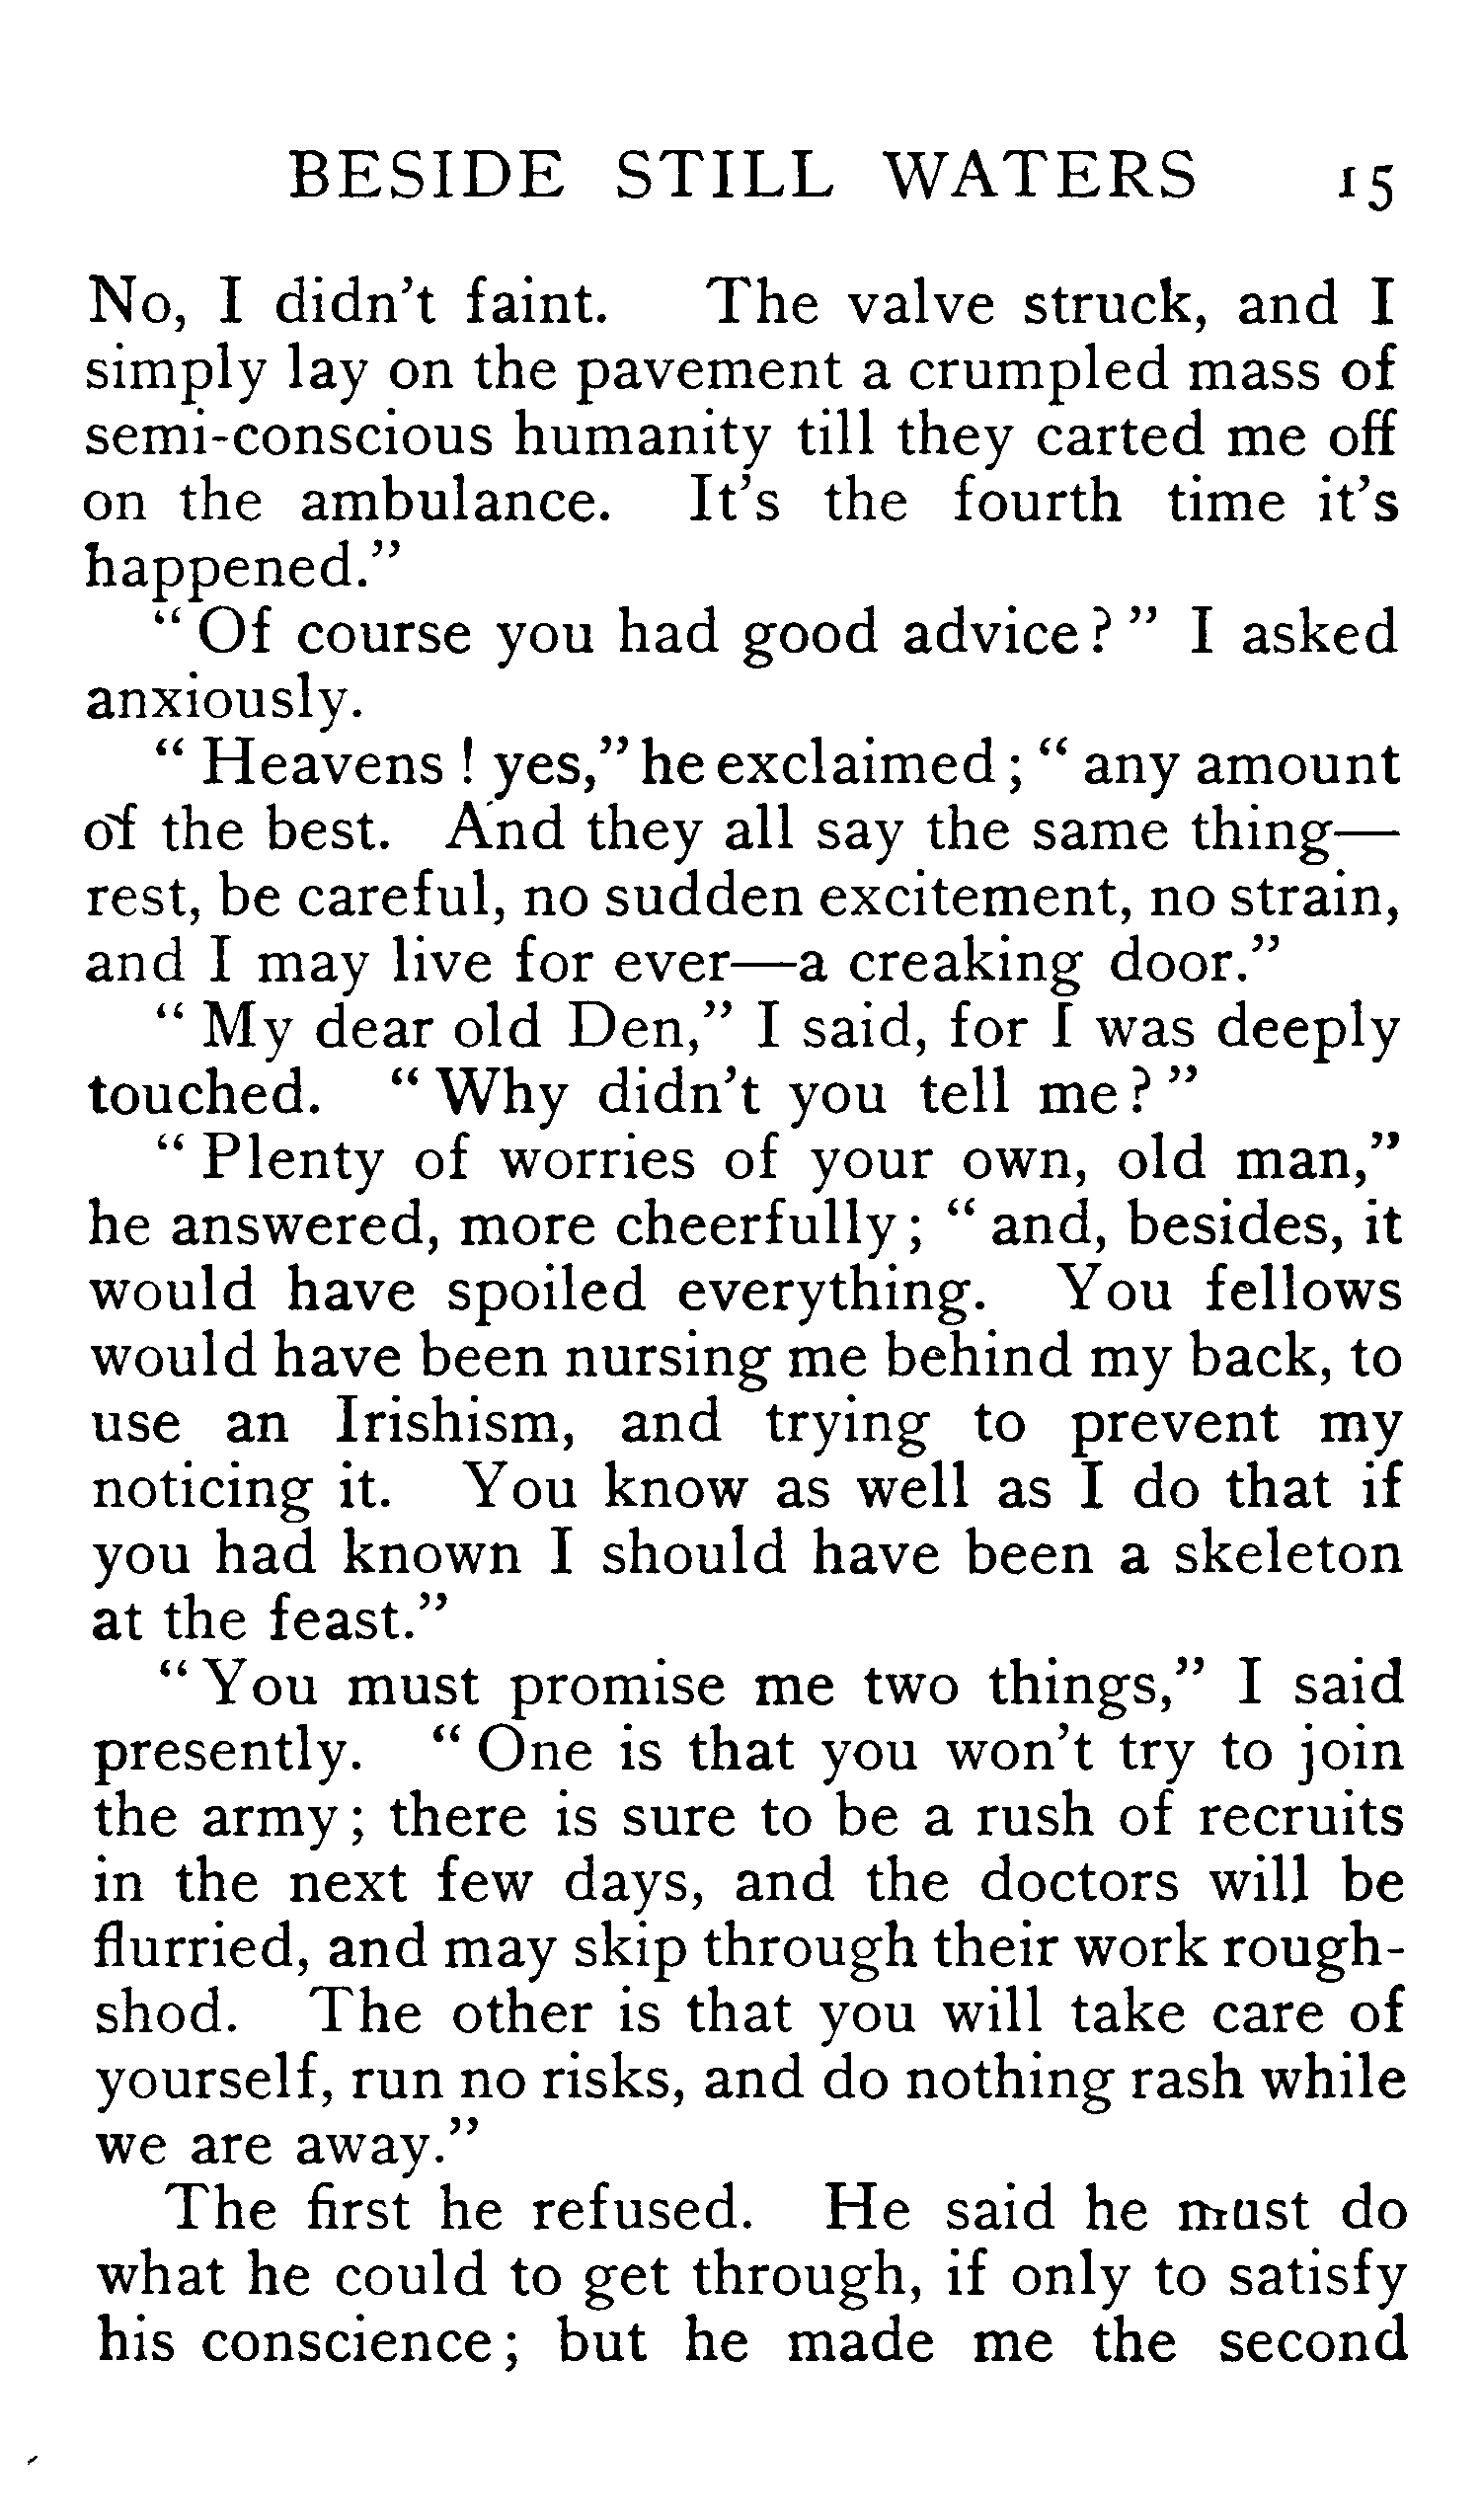 BESIDE STILL WATERS 15
No, I didn't faint. The valve struck, and I
simply lay on the pavement a crumpled mass of
semi-conscious humanity till they carted me off
on the ambulance. It's the fourth time it's
happened."
"Of course you had good advice?" I asked
anxiously.
"Heavens! yes," he exclaimed; "any amount
of the best. And they all say the same thing—
rest, be careful, no sudden excitement, no strain,
and I may live for ever—a creaking door."
"My dear old Den," I said, for I was deeply
touched. "Why didn't you tell me?"
"Plenty of worries of your own, old man,"
he answered, more cheerfully; "and, besides, it
would have spoiled everything. You fellows
would have been nursing me behind my back, to
use an Irishism, and trying to prevent my
noticing it. You know as well as I do that if
you had known I should have been a skeleton
at the feast."
"You must promise me two things," I said
presently. "One is that you won't try to join
the army; there is sure to be a rush of recruits
in the next few days, and the doctors will be
flurried, and may skip through their work rough-
shod. The other is that you will take care of
yourself, run no risks, and do nothing rash while
we are away."
The first he refused. He said he must do
what he could to get through, if only to satisfy
his conscience; but he made me the second